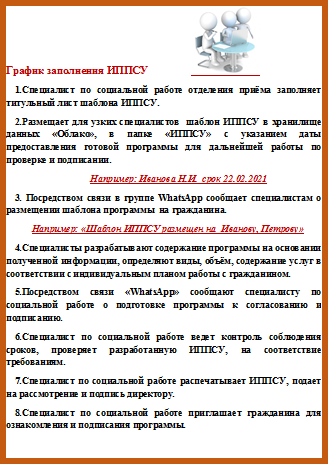 График заполнения ИППСУ
1.Специалист по социальной работе отделения приёма заполняет
титульный лист шаблона ИППСУ.
2.Размещает для узких специалистов шаблон ИППСУ в хранилище
данных «Облако», в папке «ИППСУ» с указанием даты
предоставления готовой программы для дальнейшей работы по
проверке и подписании.
Например: Иванова Н.И. срок 22.02.2021
3. Посредством связи в группе WhatsApp сообщает специалистам о
размещении шаблона программы на гражданина.
Например: «Шаблон ИППСУ размещен на Иванову, Петрову»
4.Специалисты разрабатывают содержание программы на основании
полученной информации, определяют виды, объём, содержание услуг в
соответствии с индивидуальным планом работы с гражданином.
5.Посредством связи «WhatsApp» сообщают специалисту по
социальной работе о подготовке программы к согласованию и
подписанию.
6.Специалист по социальной работе ведет контроль соблюдения
сроков, проверяет разработанную ИППСУ, на соответствие
требованиям.
7.Специалист по социальной работе распечатывает ИППСУ, подает
на рассмотрение и подпись директору.
8.Специалист по социальной работе приглашает гражданина для
ознакомления и подписания программы.